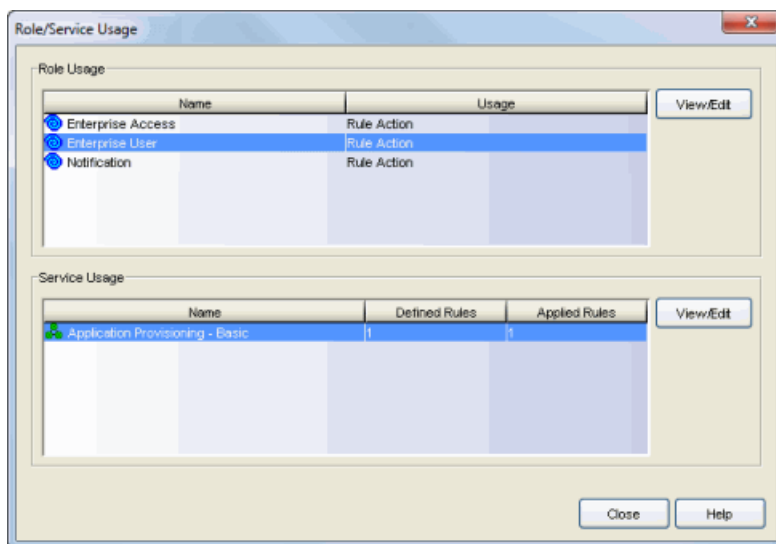 Role/Service Usage
Role Usage
Name Usage View/Edit
Enterprise Access Rule Action
Enterprise User Rule Action
Notification Rule Action
Service Usage
Name Defined Rules Applied Rules View/Edit
Application Provisioning - Basic 1 1
Close Help